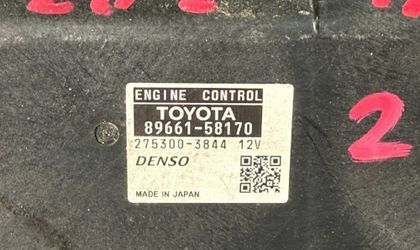 ENGINE CONTROL
TOYOTA
89661-58170
275300-3844 12V
DENSO
MADE IN JAPAN
2